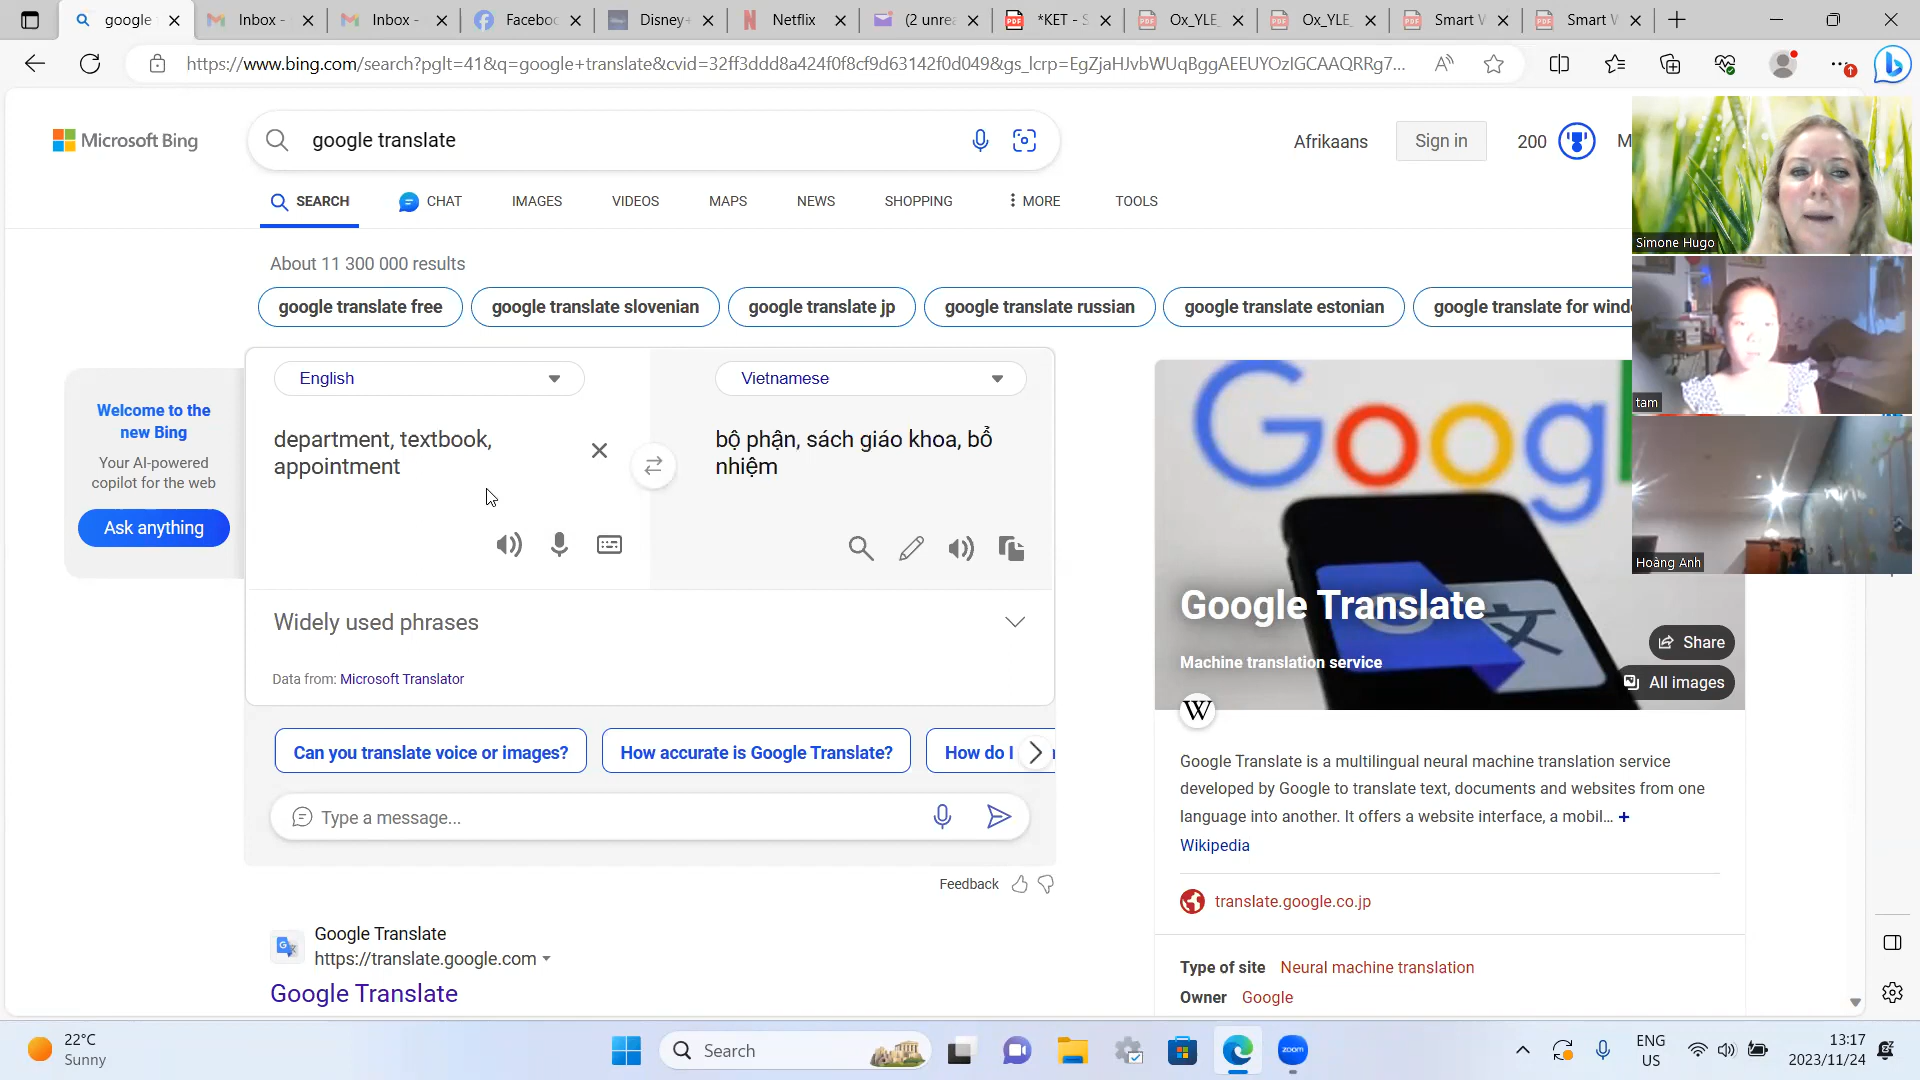 google
Inbox -
Inbox -
Faceboo
Disney+
Netflix
(2 unrea
*KET - S
Ox_YLE_
Ox_YLE_
Smart W
Smart W
https://www.bing.com/search?pglt=41&q=google+translate&cvid=32ff3ddd8a424f0f8cf9d63142f0d049&gs_lcrp=EgZjaHJvbWUqBggAEEUYOzIGCAAQRRg7...
Microsoft Bing
google translate
Afrikaans
Sign in
200
M
SEARCH
CHAT
IMAGES
VIDEOS
MAPS
NEWS
SHOPPING
MORE
TOOLS
Simone Hugo
About 11 300 000 results
google translate free
google translate slovenian
google translate jp
google translate russian
google translate estonian
google translate for wind
English
Vietnamese
tam
Welcome to the
new Bing
Your AI-powered
copilot for the web
Ask anything
department, textbook,
appointment
bộ phận, sách giáo khoa, bổ
nhiệm
Googl
Hoàng Anh
Google Translate
Machine translation service
Share
All images
Widely used phrases
Data from: Microsoft Translator
Can you translate voice or images?
How accurate is Google Translate?
How do I
Type a message...
Feedback
W
Google Translate is a multilingual neural machine translation service
developed by Google to translate text, documents and websites from one
language into another. It offers a website interface, a mobil... +
Wikipedia
translate.google.co.jp
Type of site Neural machine translation
Owner Google
Google Translate
https://translate.google.com
Google Translate
22°C
Sunny
Search
zoom
ENG
US
13:17
2023/11/24